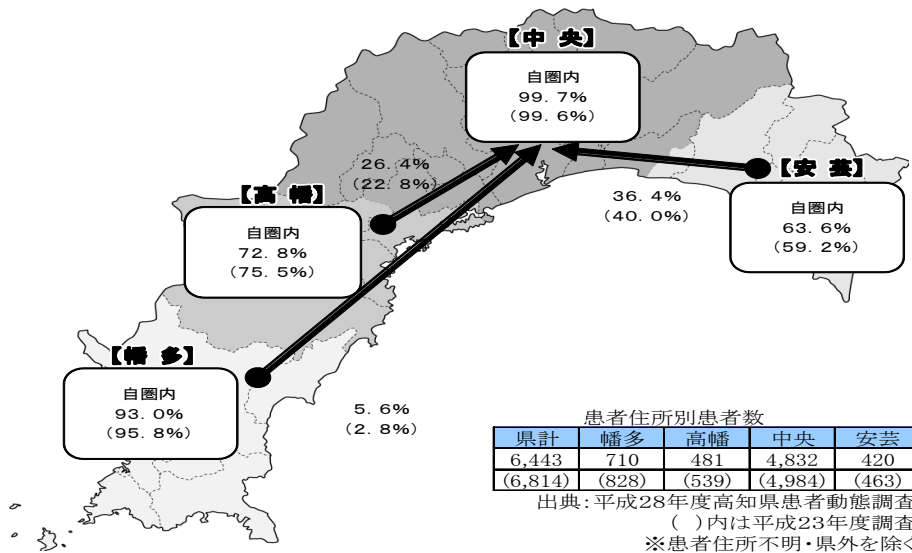 【中 央】
自圏内
99. 7%
(99. 6%)
26. 4%
(22. 8%)
【高 幡】
自圏内
72. 8%
(75. 5%)
36. 4%
(40. 0%)
【安 芸】
自圏内
63. 6%
(59. 2%)
【幡 多】
自圏内
93. 0%
(95. 8%)
5. 6%
(2. 8%)
患者住所別患者数
県計 幡多 高幡 中央 安芸
6,443 710 481 4,832 420
(6,814) (828) (539) (4,984) (463)
出典:平成28年度高知県患者動態調査
( )内は平成23年度調査
※患者住所不明・県外を除く